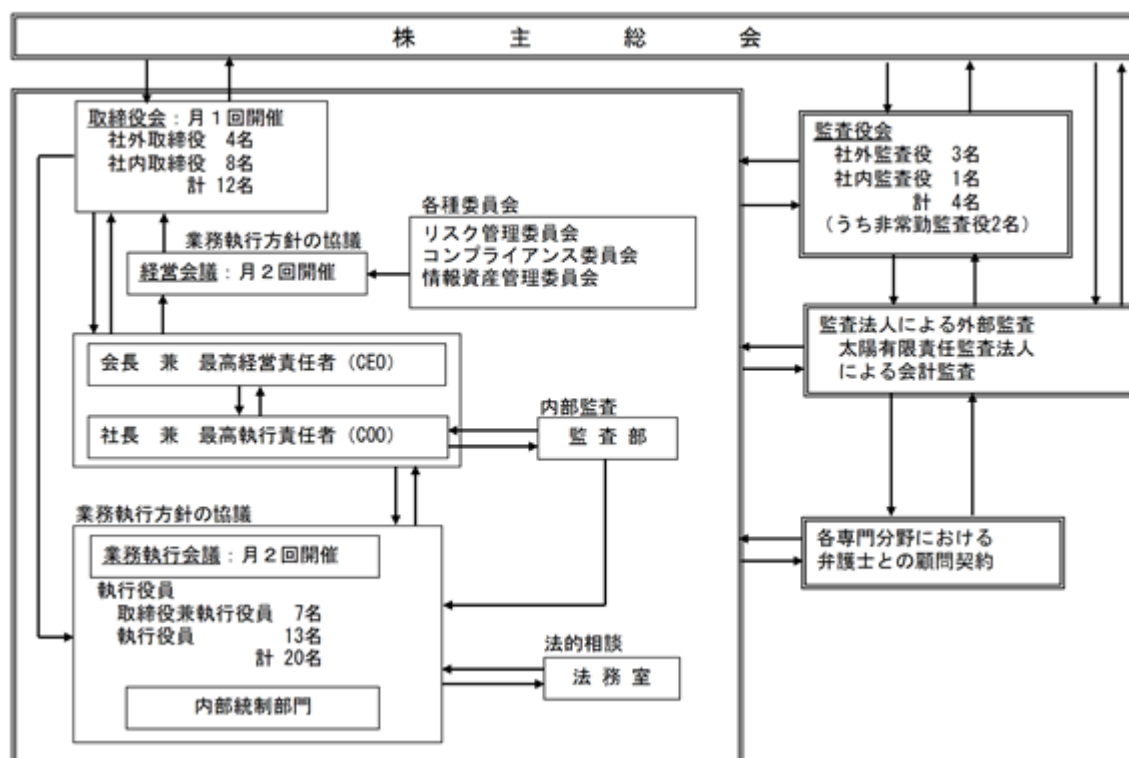 株主総会
取締役会：月１回開催
社外取締役 4名
社内取締役 8名
計 12名
業務執行方針の協議
経営会議：月２回開催
各種委員会
リスク管理委員会
コンプライアンス委員会
情報資産管理委員会
会長 兼 最高経営責任者（CEO）
社長 兼 最高執行責任者（COO）
内部監査
監査部
業務執行方針の協議
業務執行会議：月２回開催
執行役員
取締役兼執行役員 7名
執行役員 13名
計 20名
内部統制部門
法的相談
法務室
監査役会
社外監査役 3名
社内監査役 1名
計 4名
（うち非常勤監査役2名）
監査法人による外部監査
太陽有限責任監査法人
による会計監査
各専門分野における
弁護士との顧問契約